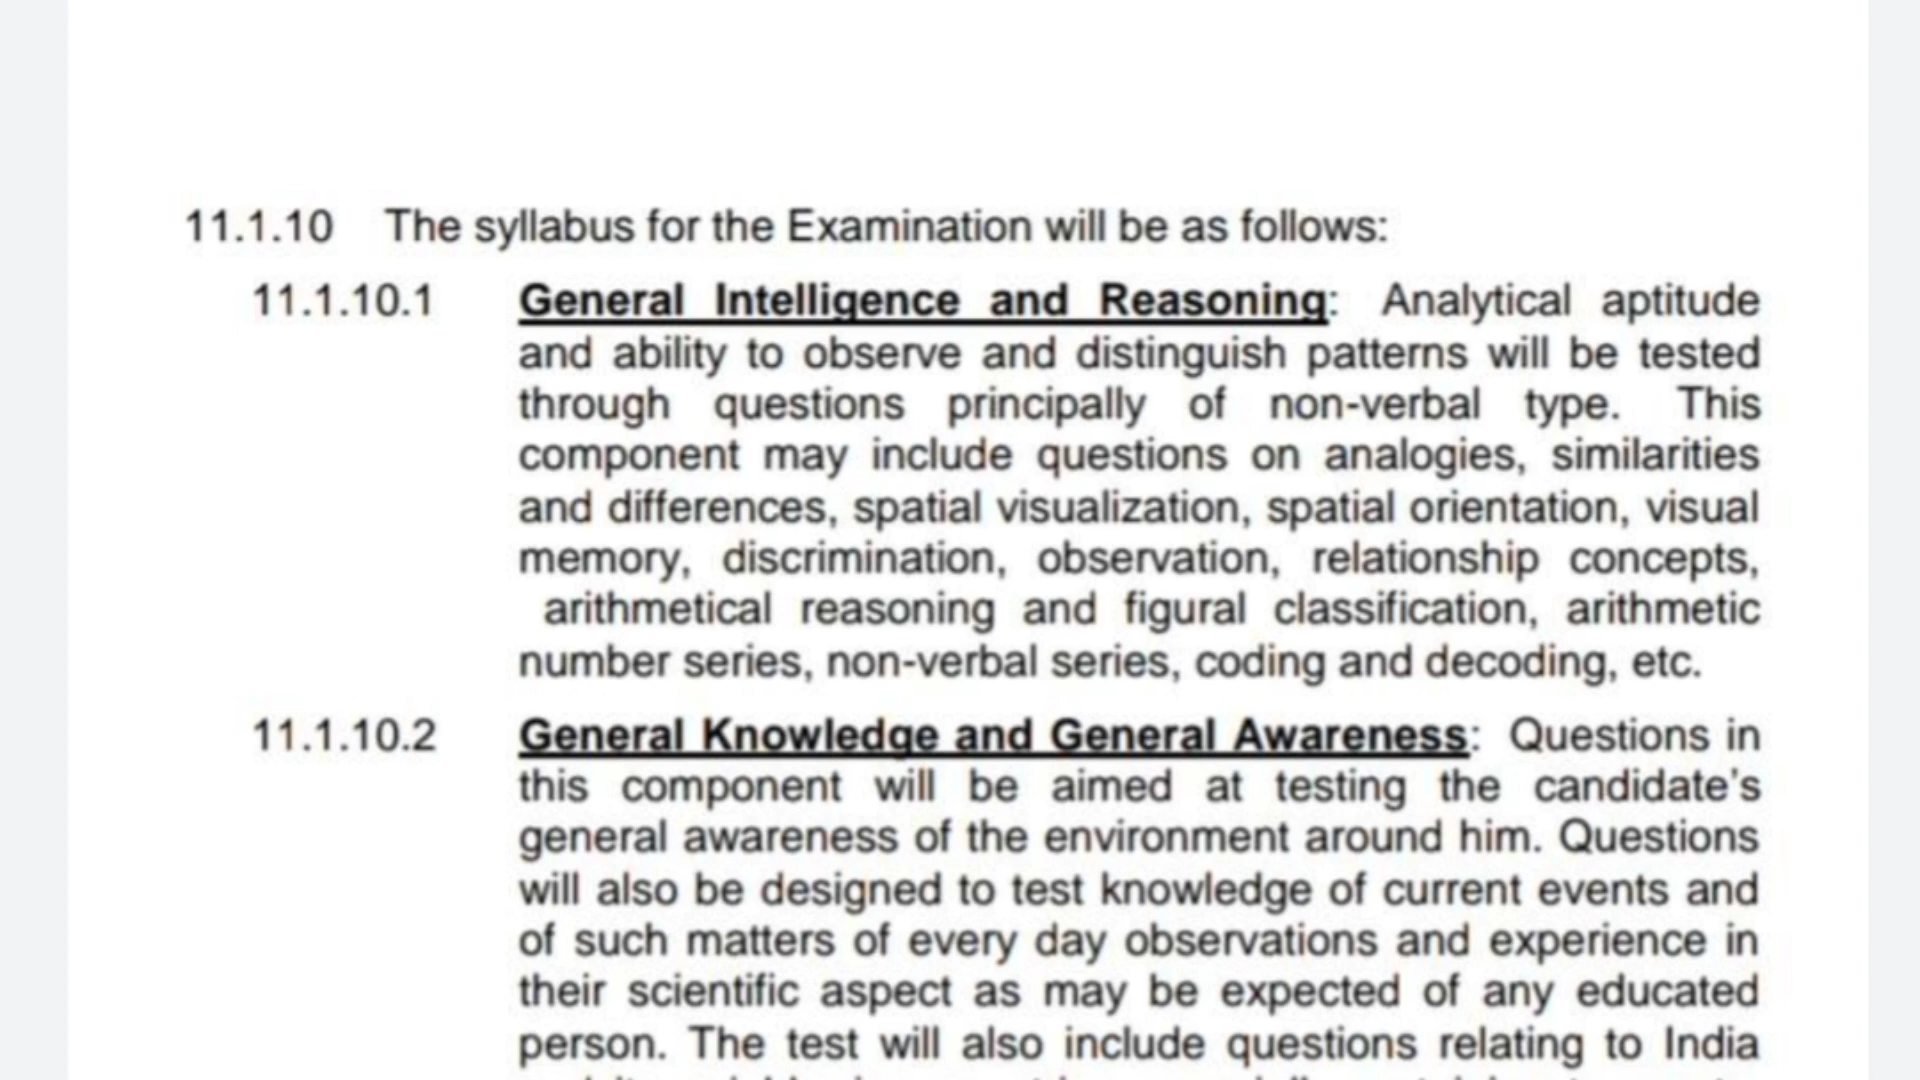 11.1.10 The syllabus for the Examination will be as follows:
11.1.10.1 General Intelligence and Reasoning: Analytical aptitude
and ability to observe and distinguish patterns will be tested
through questions principally of non-verbal type. This
component may include questions on analogies, similarities
and differences, spatial visualization, spatial orientation, visual
memory, discrimination, observation, relationship concepts,
arithmetical reasoning and figural classification, arithmetic
number series, non-verbal series, coding and decoding, etc.
11.1.10.2 General Knowledge and General Awareness: Questions in
this component will be aimed at testing the candidate's
general awareness of the environment around him. Questions
will also be designed to test knowledge of current events and
of such matters of every day observations and experience in
their scientific aspect as may be expected of any educated
person. The test will also include questions relating to India